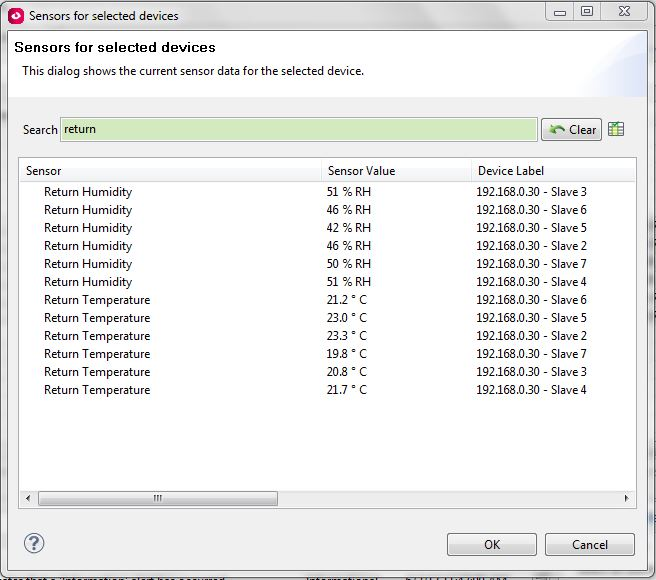 Sensors for selected devices
Sensors for selected devices
This dialog shows the current sensor data for the selected device.
Search return Clear
Sensor Sensor Value Device Label
Return Humidity 51 % RH 192.168.0.30 - Slave 3
Return Humidity 46 % RH 192.168.0.30 - Slave 6
Return Humidity 42 % RH 192.168.0.30 - Slave 5
Return Humidity 46 % RH 192.168.0.30 - Slave 2
Return Humidity 50 % RH 192.168.0.30 - Slave 7
Return Humidity 51 % RH 192.168.0.30 - Slave 4
Return Temperature 21.2 ° C 192.168.0.30 - Slave 6
Return Temperature 23.0 ° C 192.168.0.30 - Slave 5
Return Temperature 23.3 ° C 192.168.0.30 - Slave 2
Return Temperature 19.8 ° C 192.168.0.30 - Slave 7
Return Temperature 20.8 ° C 192.168.0.30 - Slave 3
Return Temperature 21.7 ° C 192.168.0.30 - Slave 4
? OK Cancel